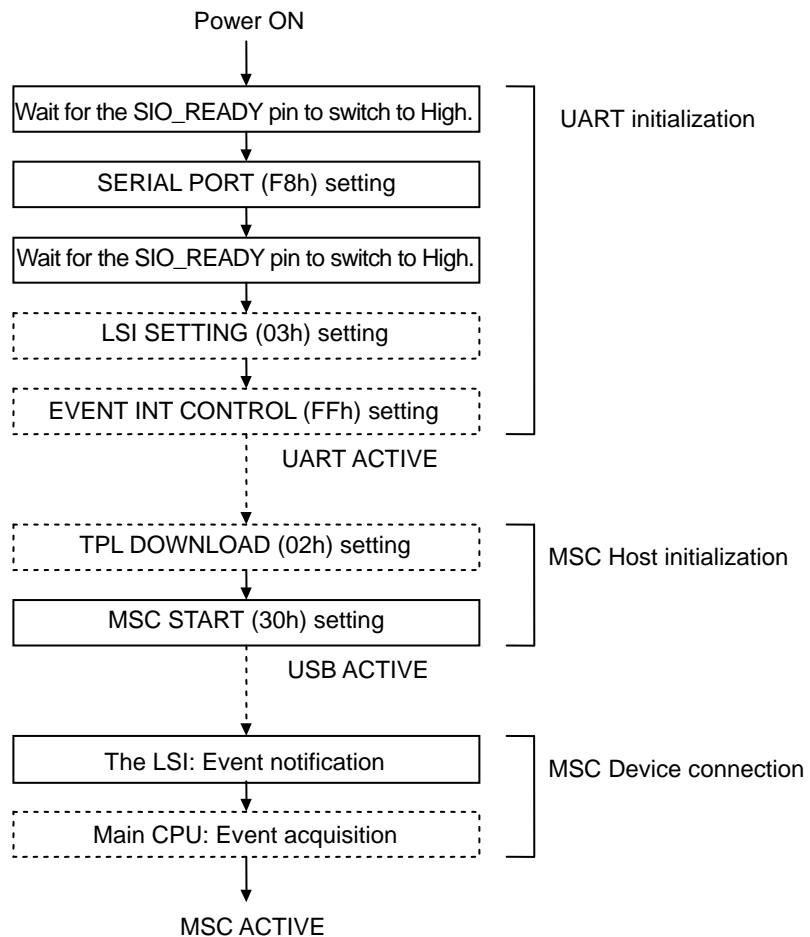 Power ON
Wait for the SIO_READY pin to switch to High.
UART initialization
SERIAL PORT (F8h) setting
Wait for the SIO_READY pin to switch to High.
LSI SETTING (03h) setting
EVENT INT CONTROL (FFh) setting
UART ACTIVE
TPL DOWNLOAD (02h) setting
MSC Host initialization
MSC START (30h) setting
USB ACTIVE
The LSI: Event notification
MSC Device connection
Main CPU: Event acquisition
MSC ACTIVE